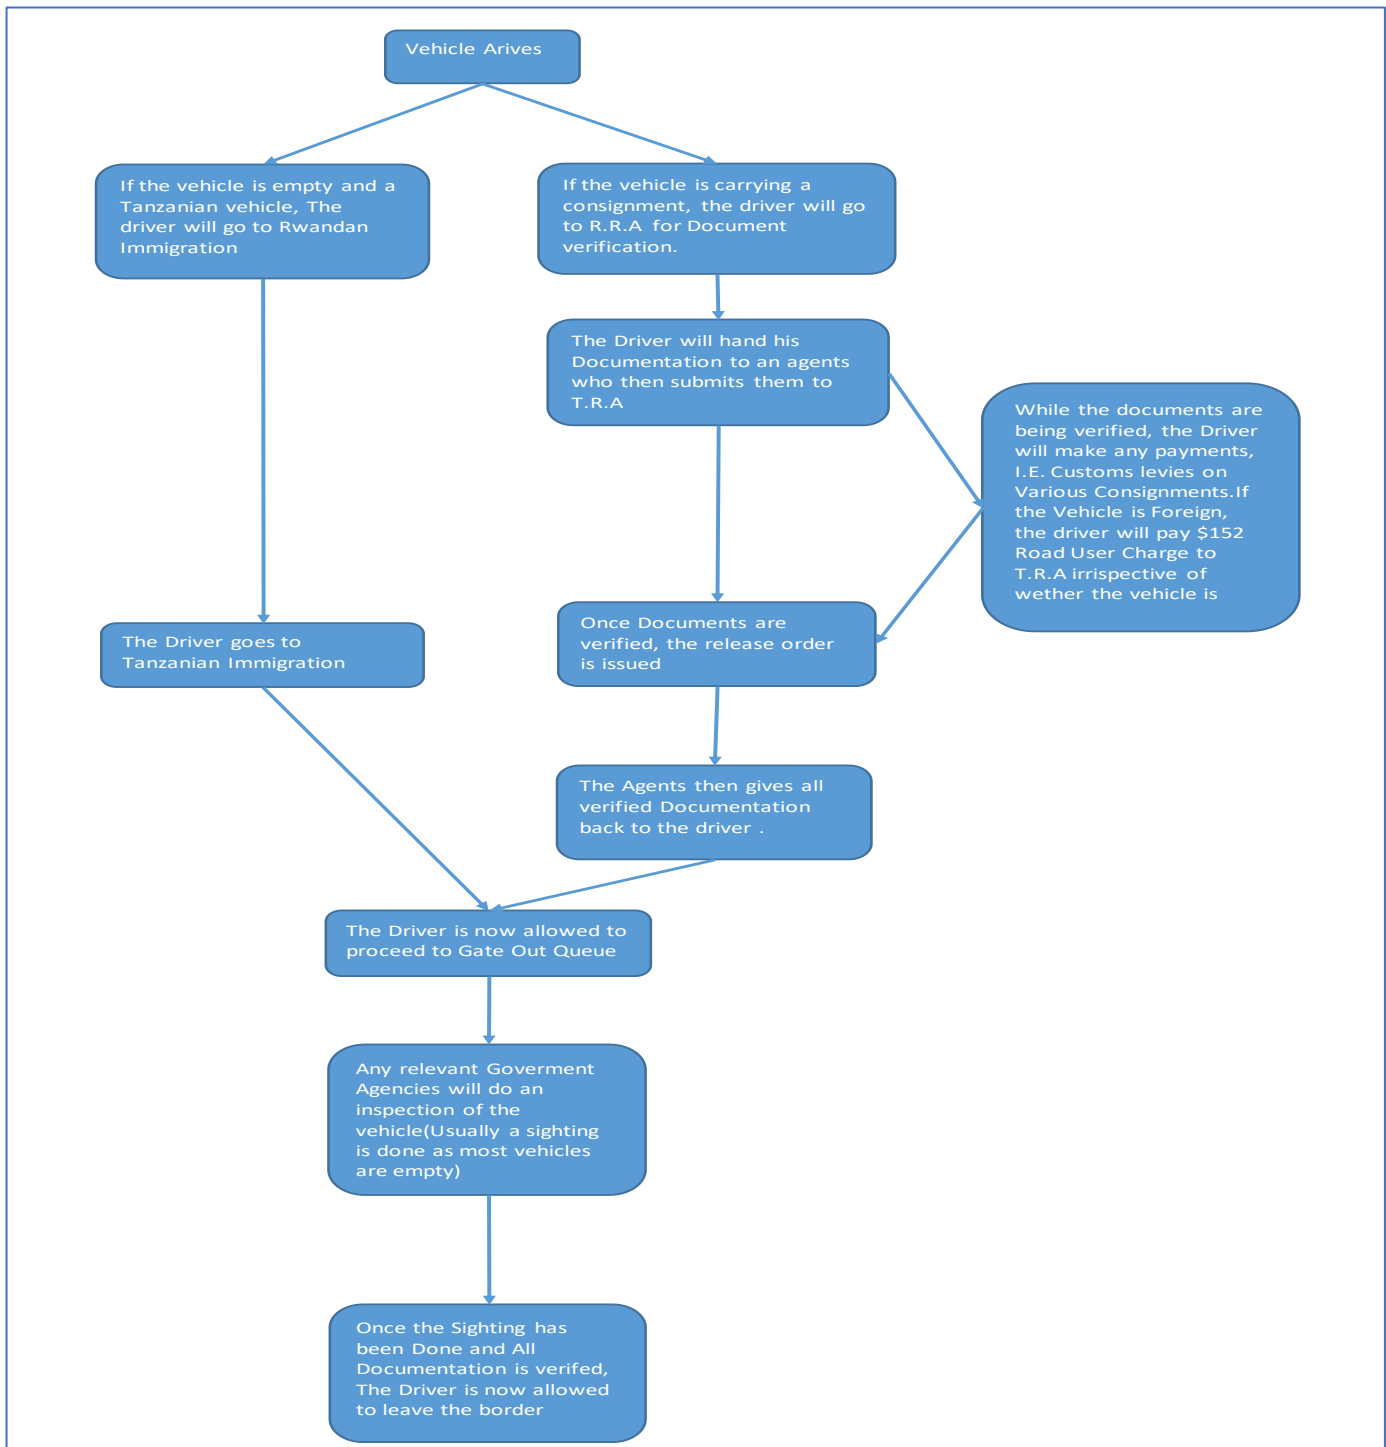 Vehicle Arives
If the vehicle is empty and a
Tanzanian vehicle, The
driver will go to Rwandan
Immigration
If the vehicle is carrying a
consignment, the driver will go
to R.R.A for Document
verification.
The Driver will hand his
Documentation to an agents
who then submits them to
T.R.A
While the documents are
being verified, the Driver
will make any payments,
I.E. Customs levies on
Various Consignments.If
the Vehicle is Foreign,
the driver will pay $152
Road User Charge to
T.R.A irrispective of
wether the vehicle is
The Driver goes to
Tanzanian Immigration
Once Documents are
verified, the release order
is issued
The Agents then gives all
verified Documentation
back to the driver .
The Driver is now allowed to
proceed to Gate Out Queue
Any relevant Goverment
Agencies will do an
inspection of the
vehicle(Usually a sighting
is done as most vehicles
are empty)
Once the Sighting has
been Done and All
Documentation is verifed,
The Driver is now allowed
to leave the border